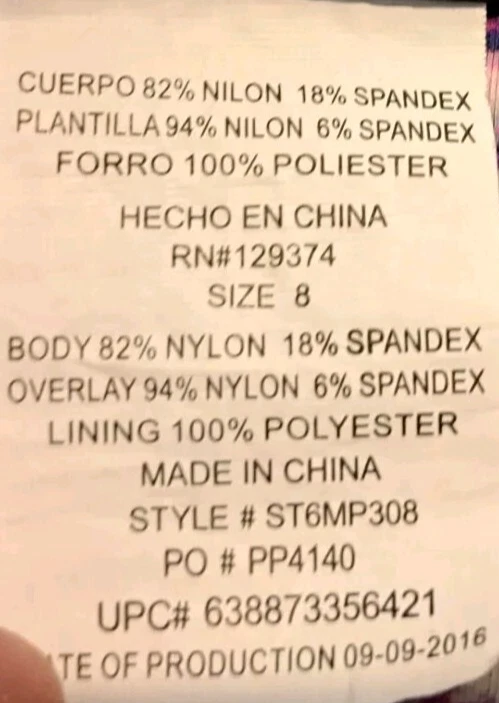 CUERPO 82% NILON 18% SPANDEX
PLANTILLA 94% NILON 6% SPANDEX
FORRO 100% POLIESTER
HECHO EN CHINA
RN#129374
SIZE 8
BODY 82% NYLON 18% SPANDEX
OVERLAY 94% NYLON 6% SPANDEX
LINING 100% POLYESTER
MADE IN CHINA
STYLE # ST6MP308
PO # PP4140
UPC# 638873356421
TE OF PRODUCTION 09-09-2016